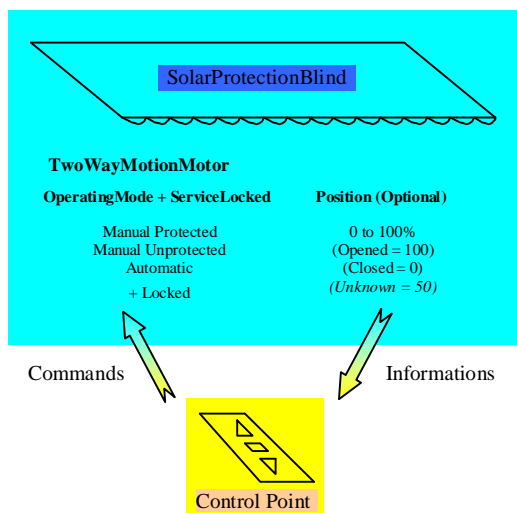 SolarProtectionBlind
TwoWayMotionMotor
OperatingMode + ServiceLocked
Manual Protected
Manual Unprotected
Automatic
+ Locked
Position (Optional)
0 to 100%
(Opened = 100)
(Closed = 0)
(Unknown = 50)
Commands
Informations
Control Point